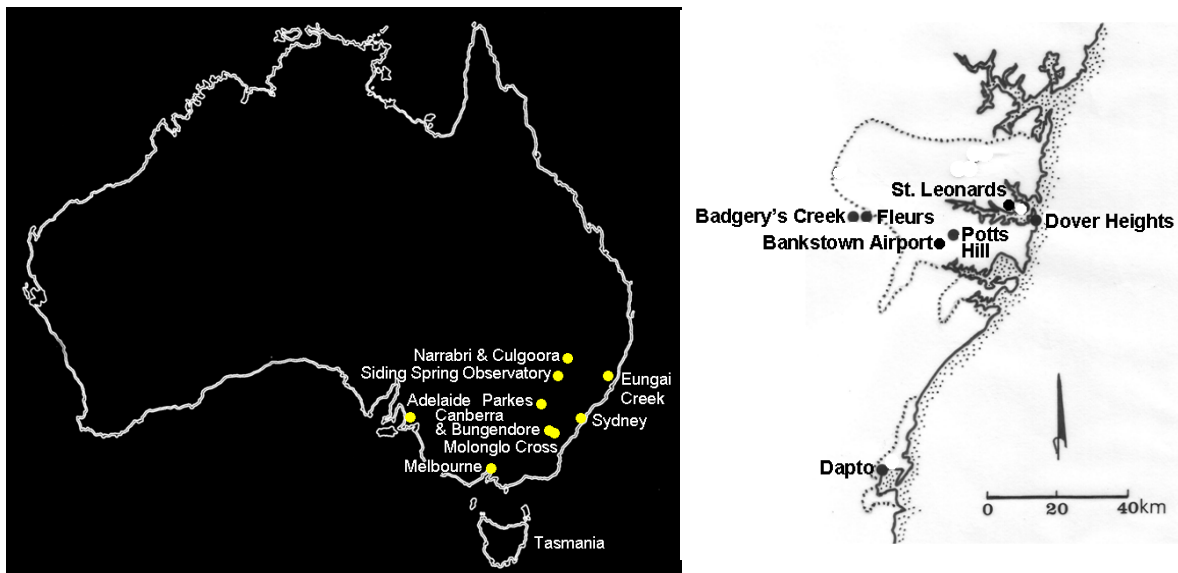 Narrabri & Culgoora
Siding Spring Observatory
Eungai
Creek
Adelaide
Parkes
Canberra
& Bungendore
Sydney
Molonglo Cross
Melbourne
Tasmania
St. Leonards
Badgery's Creek
Fleurs
Dover Heights
Bankstown Airport
Potts
Hill
Dapto
0 20 40km